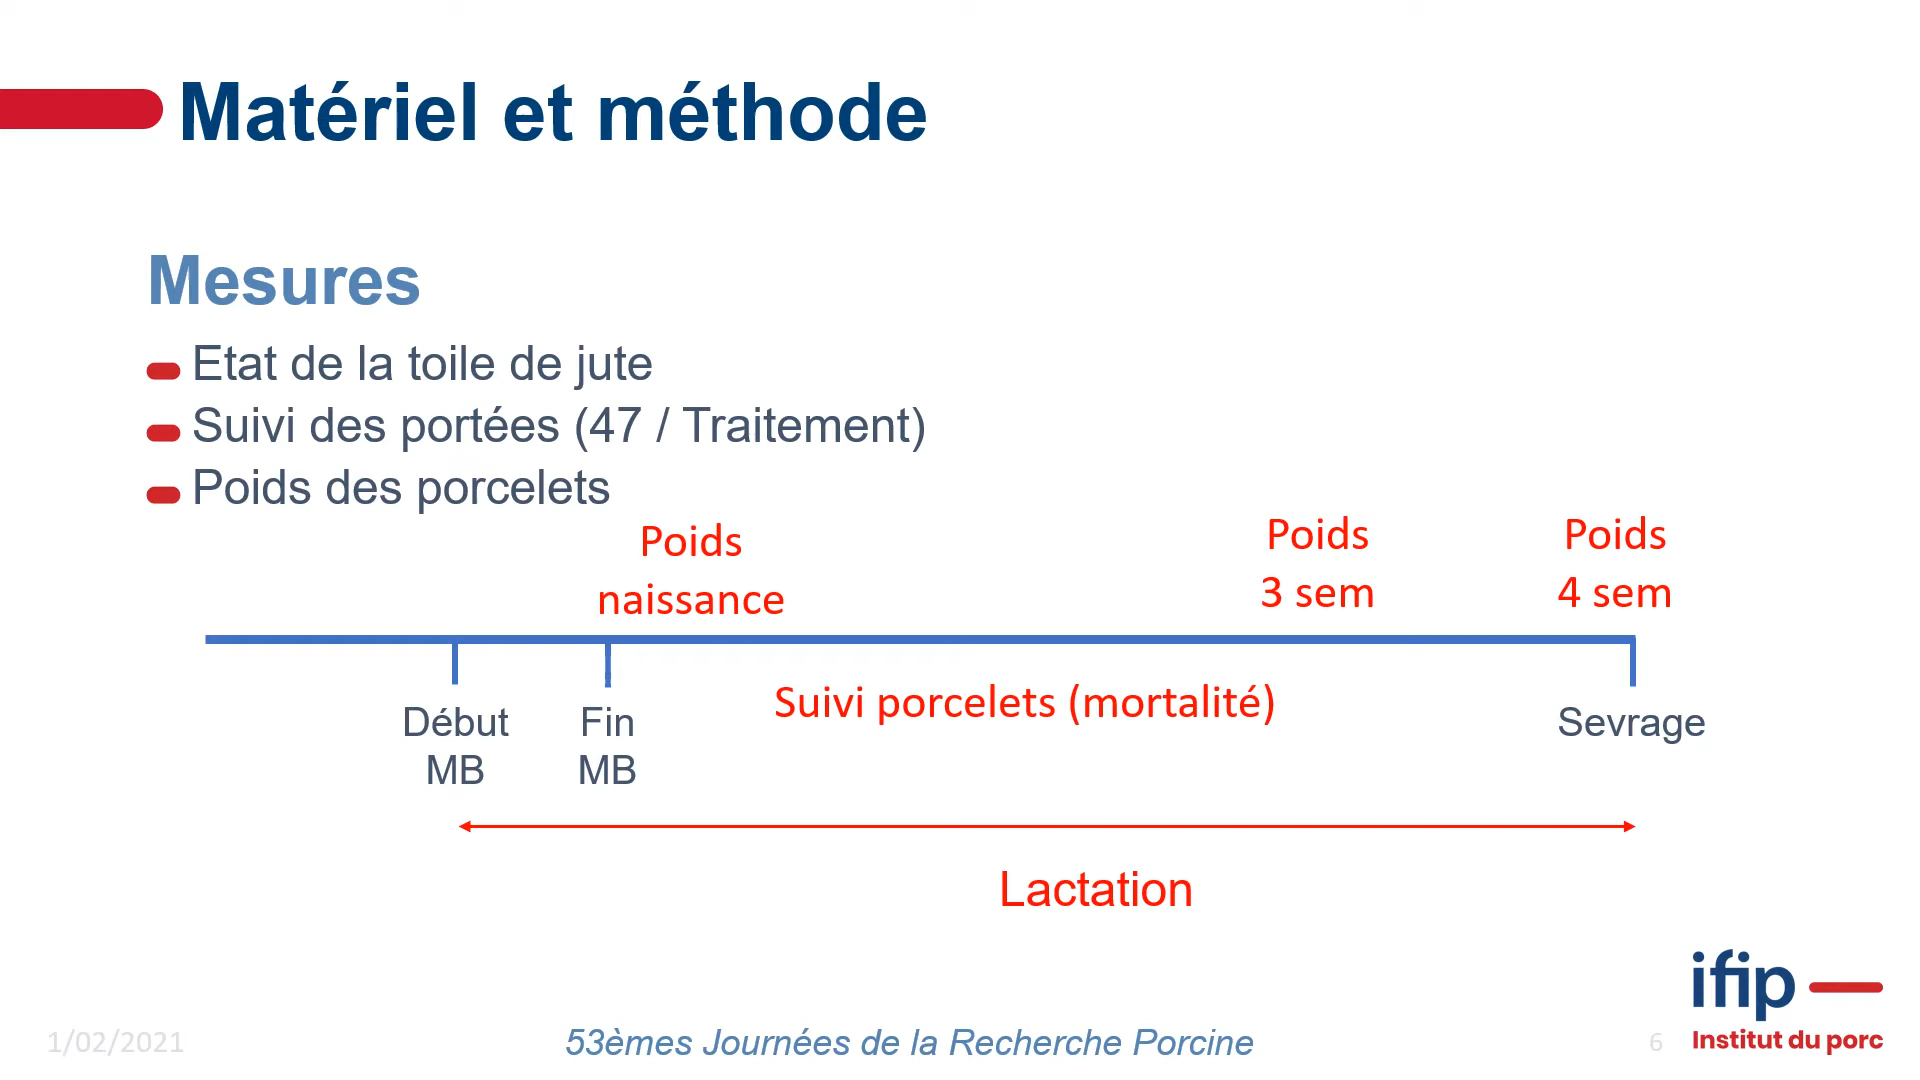 Matériel et méthode
Mesures
Etat de la toile de jute
Suivi des portées (47 / Traitement)
Poids des porcelets
Poids
naissance
Poids
3 sem
Poids
4 sem
Début
MB
Fin
MB
Suivi porcelets (mortalité)
Sevrage
Lactation
1/02/2021
53èmes Journées de la Recherche Porcine
6
ifip
Institut du porc